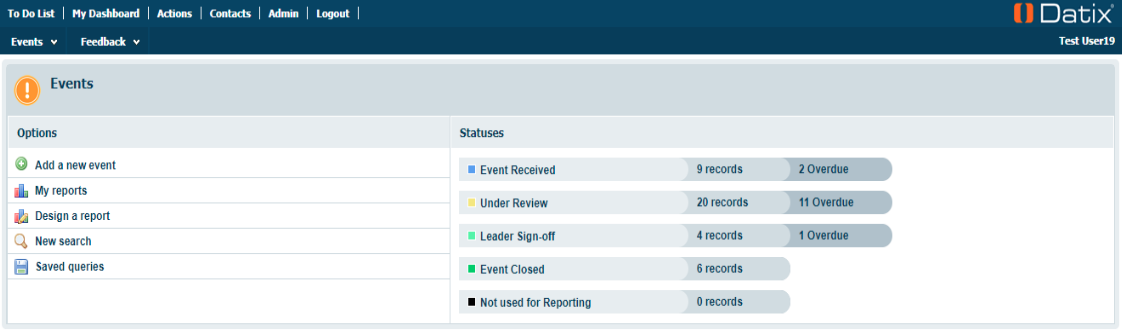 To Do List | My Dashboard | Actions | Contacts | Admin | Logout |
Datix
Events Feedback
Test User19
Events
Options
Statuses
Add a new event
My reports
Design a report
New search
Saved queries
Event Received 9 records 2 Overdue
Under Review 20 records 11 Overdue
Leader Sign-off 4 records 1 Overdue
Event Closed 6 records
Not used for Reporting 0 records